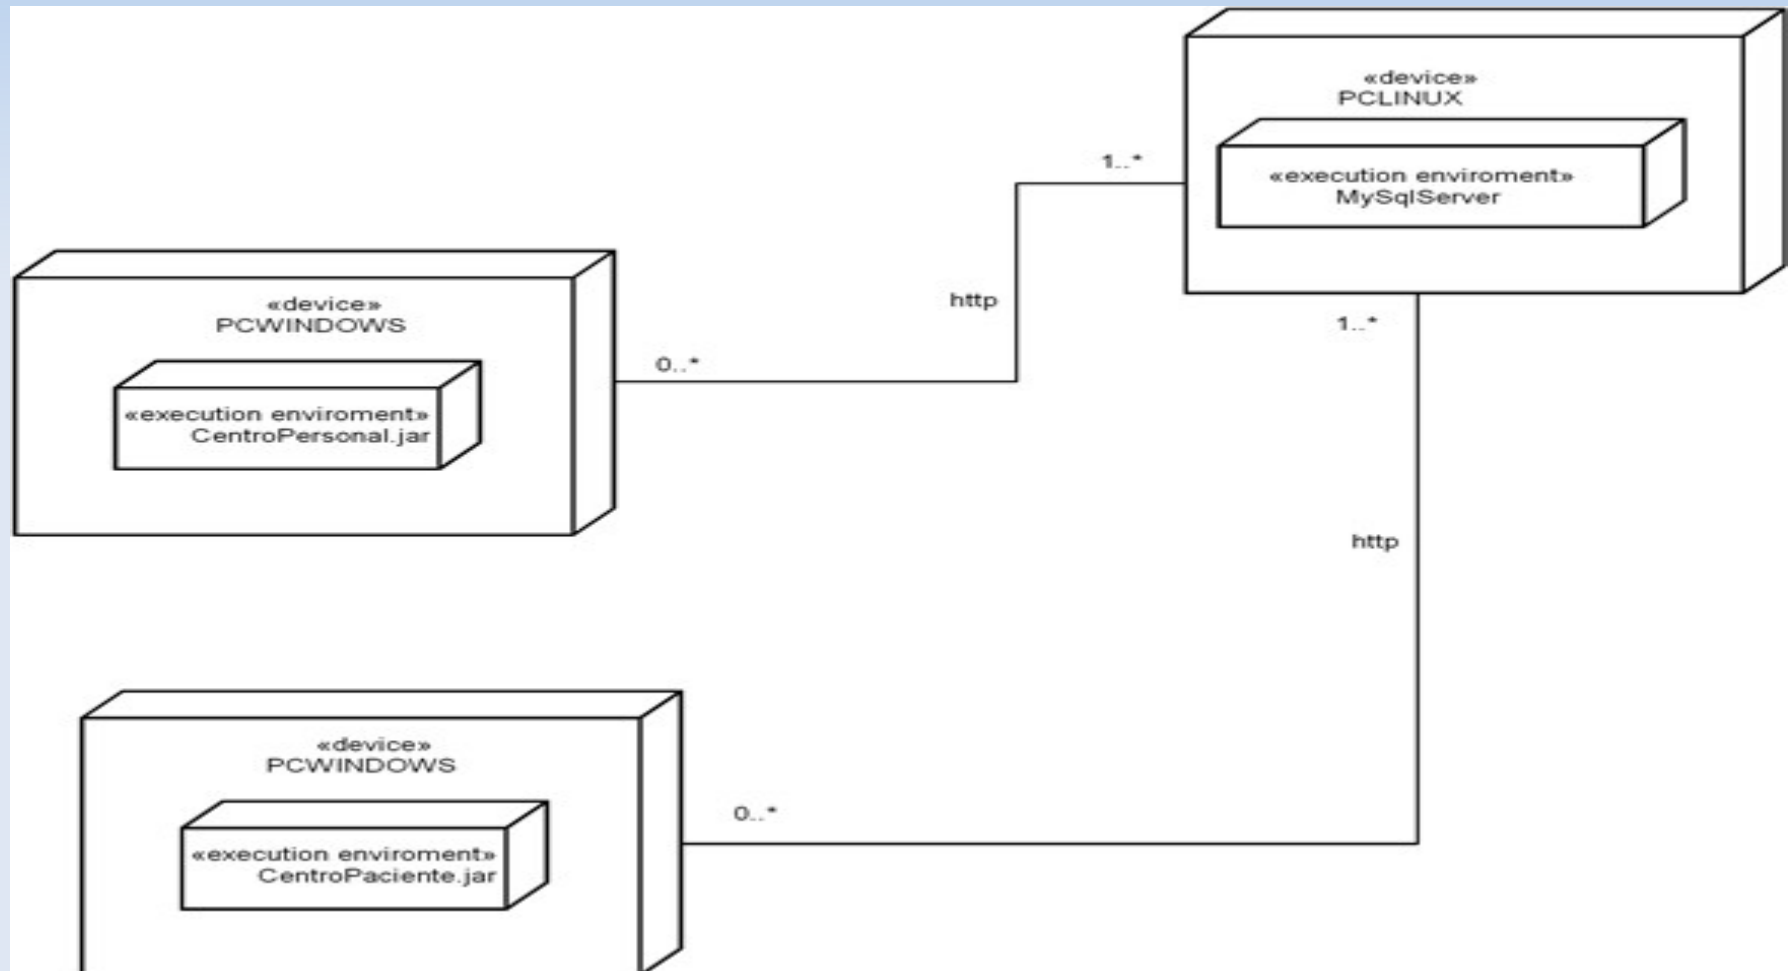 «device»
PCLINUX
«execution enviroment»
MySqlServer
1..*
http
1..*
«device»
PCWINDOWS
0..*
«execution enviroment»
CentroPersonal.jar
http
«device»
PCWINDOWS
0..*
«execution enviroment»
CentroPaciente.jar